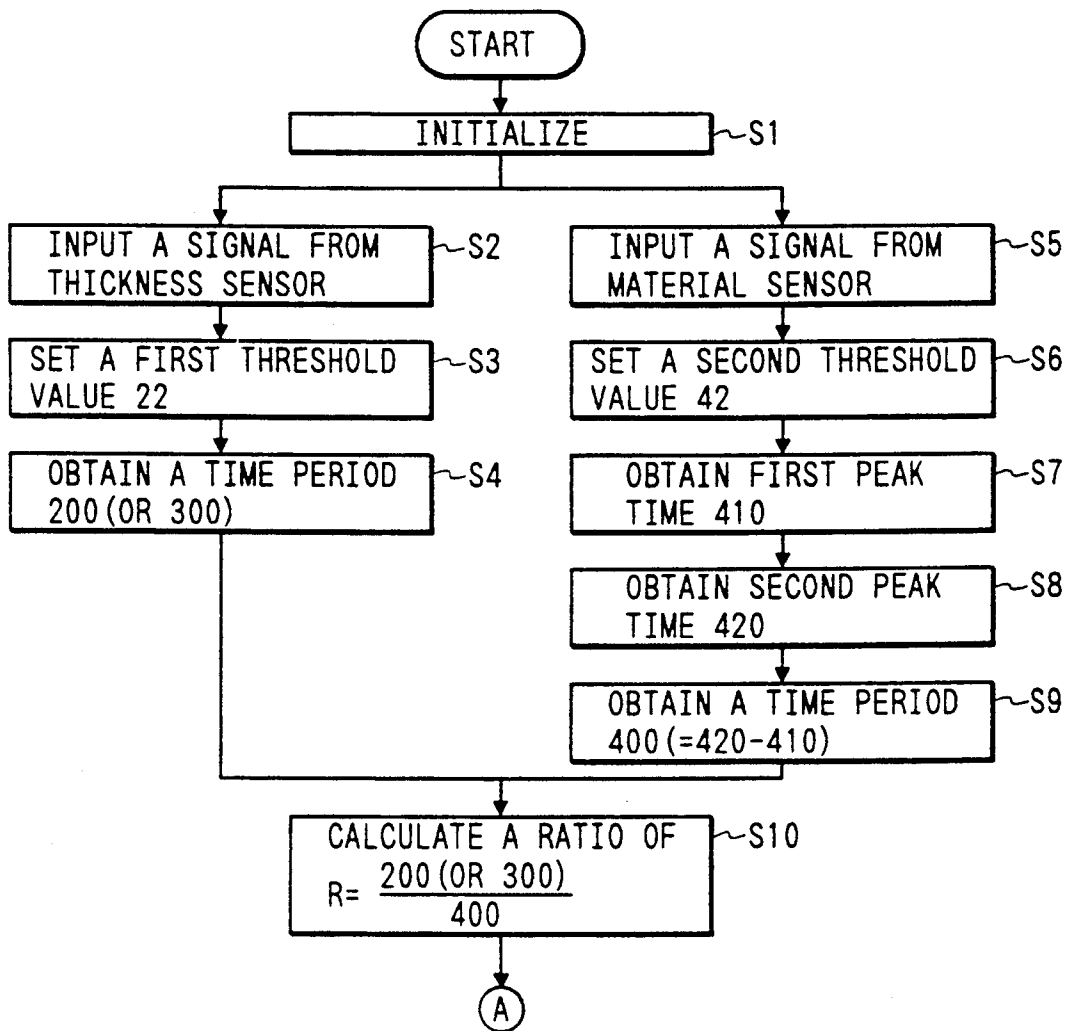 START
INITIALIZE
S1
INPUT A SIGNAL FROM
THICKNESS SENSOR
S2
SET A FIRST THRESHOLD
VALUE 22
S3
OBTAIN A TIME PERIOD
200(OR 300)
S4
INPUT A SIGNAL FROM
MATERIAL SENSOR
S5
SET A SECOND THRESHOLD
VALUE 42
S6
OBTAIN FIRST PEAK
TIME 410
S7
OBTAIN SECOND PEAK
TIME 420
S8
OBTAIN A TIME PERIOD
400(=420-410)
S9
CALCULATE A RATIO OF
R= 200(OR 300)
400
S10
A